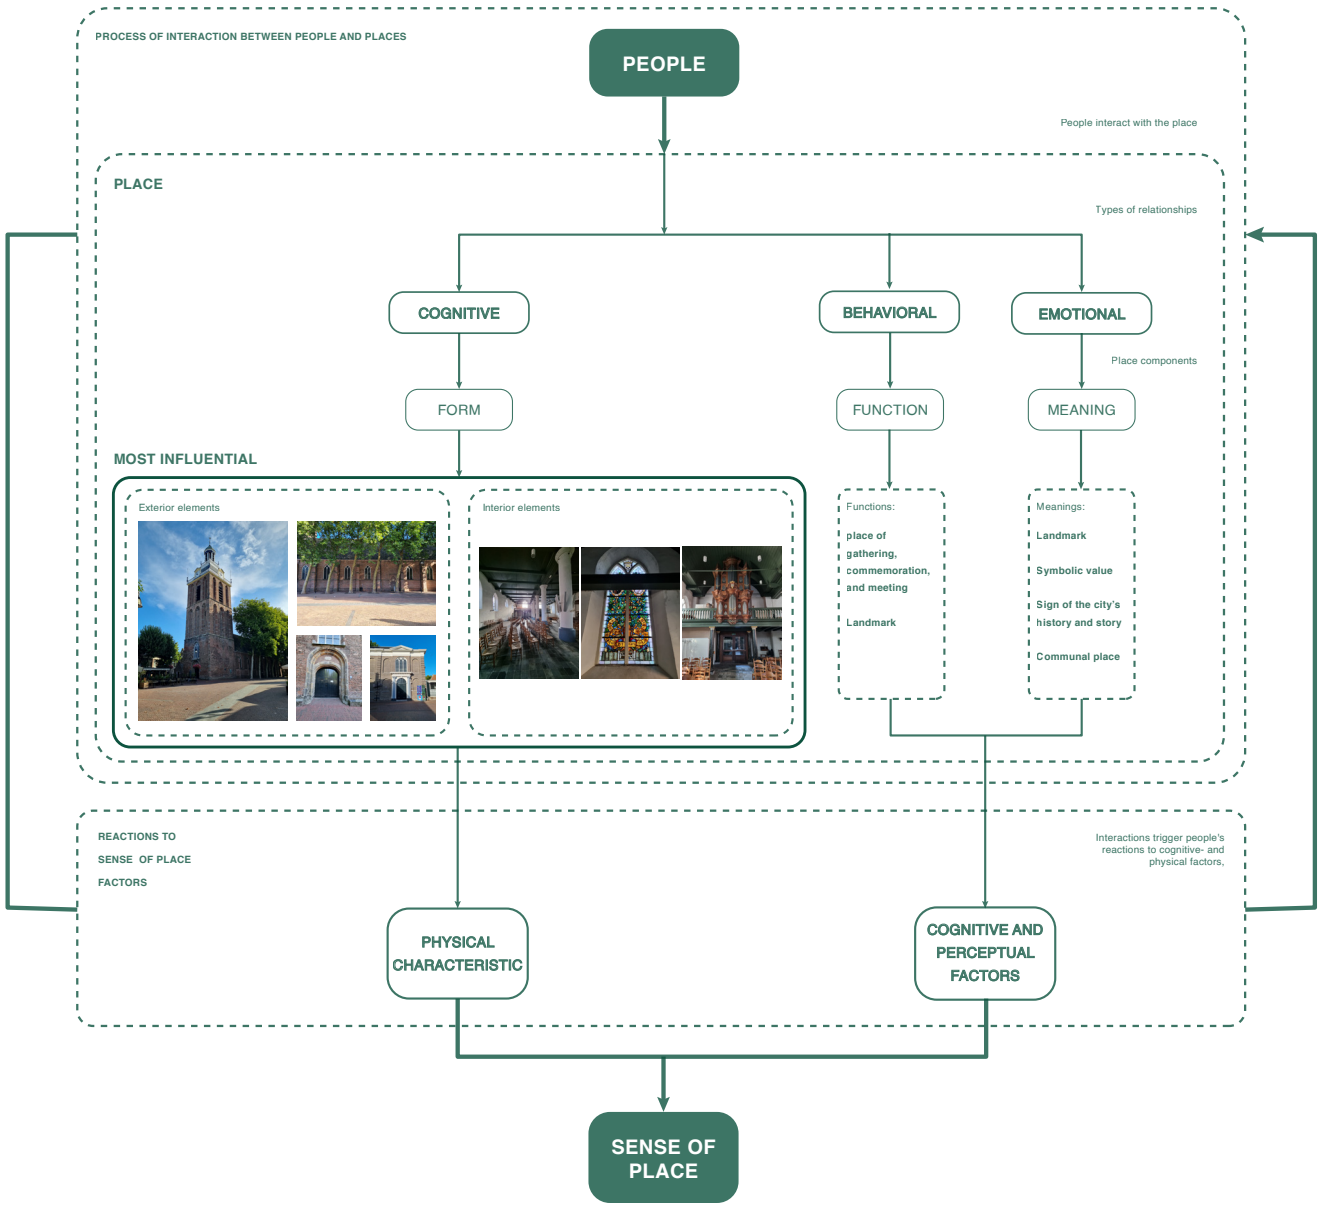 PROCESS OF INTERACTION BETWEEN PEOPLE AND PLACES
PEOPLE
People interact with the place
PLACE
Types of relationships
COGNITIVE
BEHAVIORAL
EMOTIONAL
Place components
FORM
FUNCTION
MEANING
MOST INFLUENTIAL
Exterior elements
Interior elements
Functions:
place of
gathering,
commemoration,
and meeting
Landmark
Meanings:
Landmark
Symbolic value
Sign of the city's
history and story
Communal place
REACTIONS TO
SENSE OF PLACE
FACTORS
Interactions trigger people's
reactions to cognitive- and
physical factors,
PHYSICAL
CHARACTERISTIC
COGNITIVE AND
PERCEPTUAL
FACTORS
SENSE OF
PLACE